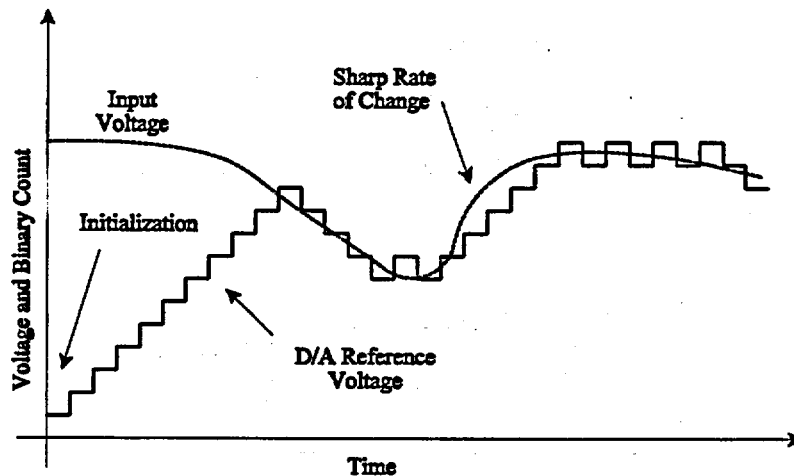 Sharp Rate
of Change
Input
Voltage
Initialization
D/A Reference
Voltage
Voltage and Binary Count
Time